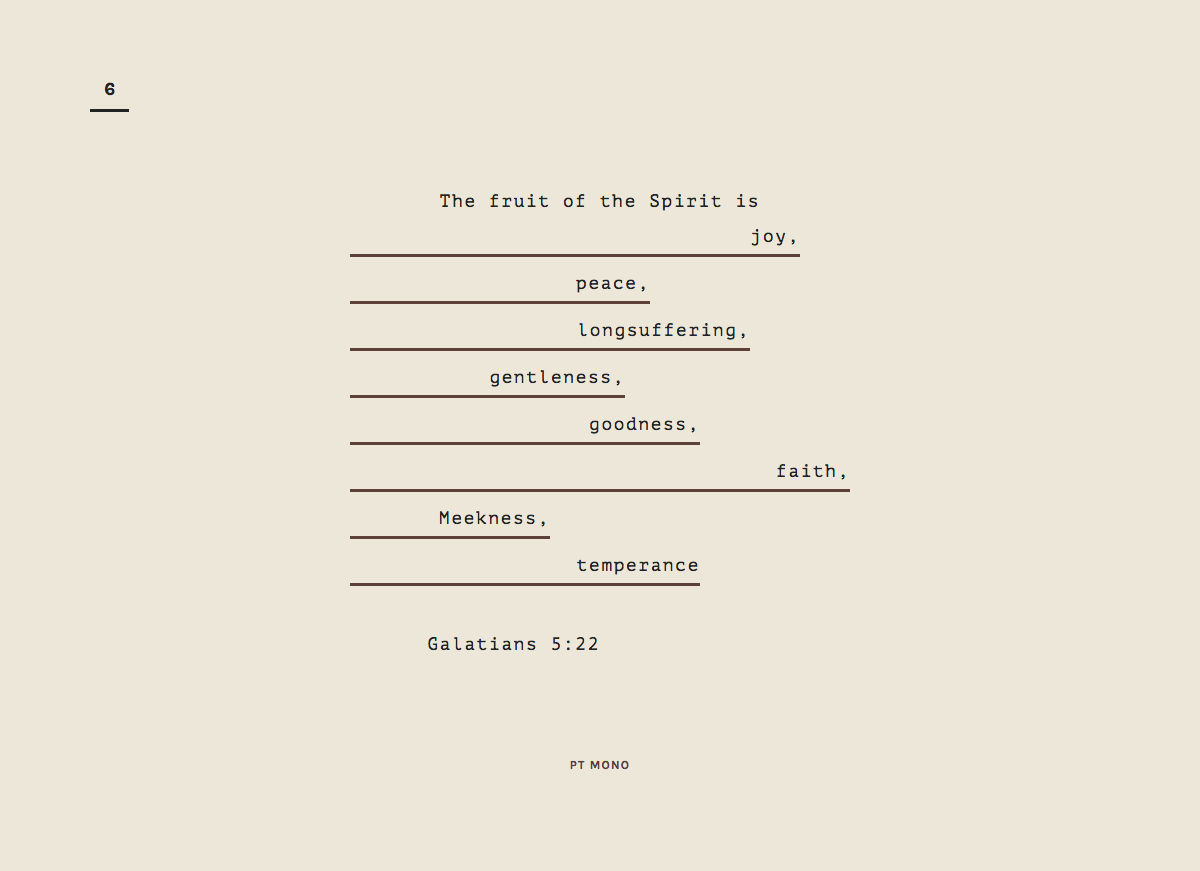 6
The fruit of the Spirit is
joy,
peace,
longsuffering,
gentleness,
goodness,
faith,
Meekness,
temperance
Galatians 5:22
PT MONO